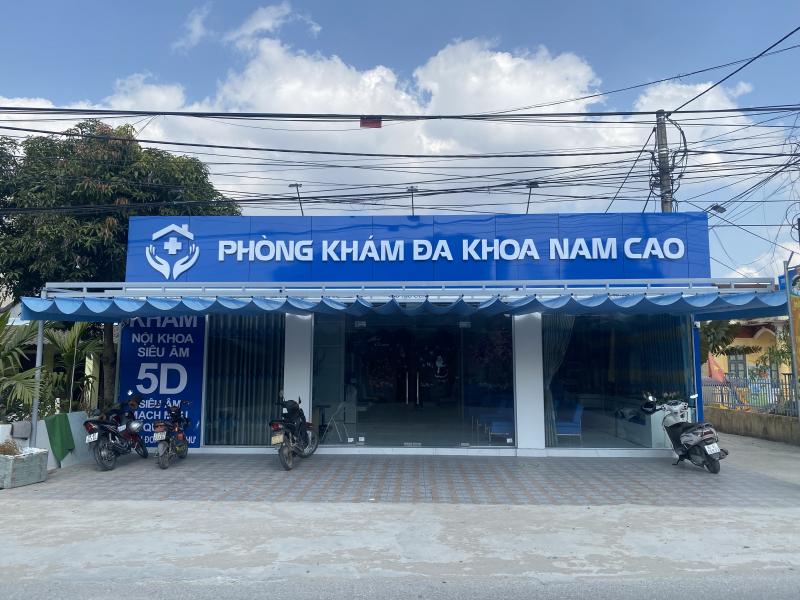 PHÒNG KHÁM ĐA KHOA NAM CAO
KHÁM
NỘI KHOA
SIÊU ÂM
5D
SIÊU ÂM
MẠCH MÁU